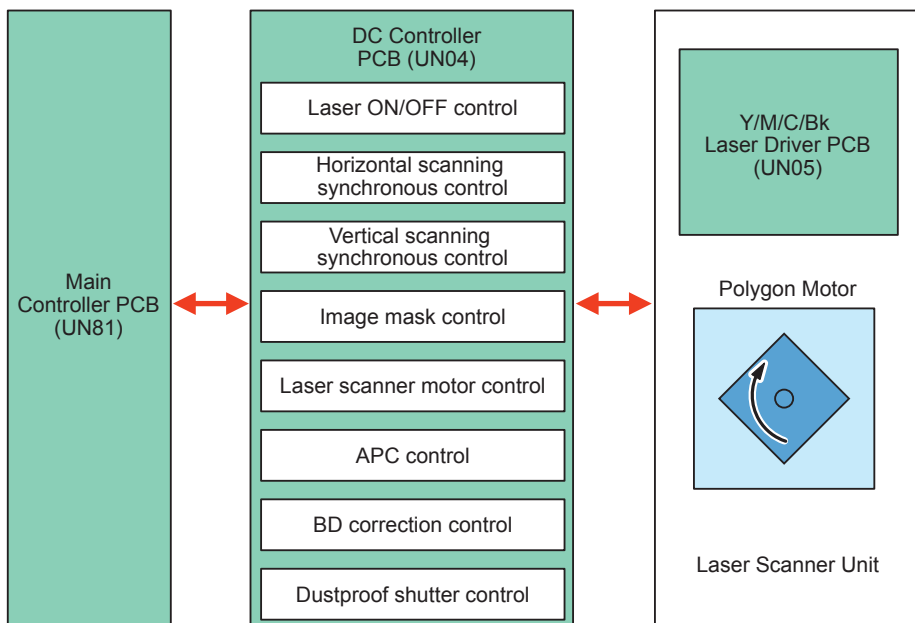 Main
Controller PCB
(UN81)
DC Controller
PCB (UN04)
Laser ON/OFF control
Horizontal scanning
synchronous control
Vertical scanning
synchronous control
Image mask control
Laser scanner motor control
APC control
BD correction control
Dustproof shutter control
Y/M/C/Bk
Laser Driver PCB
(UN05)
Polygon Motor
Laser Scanner Unit